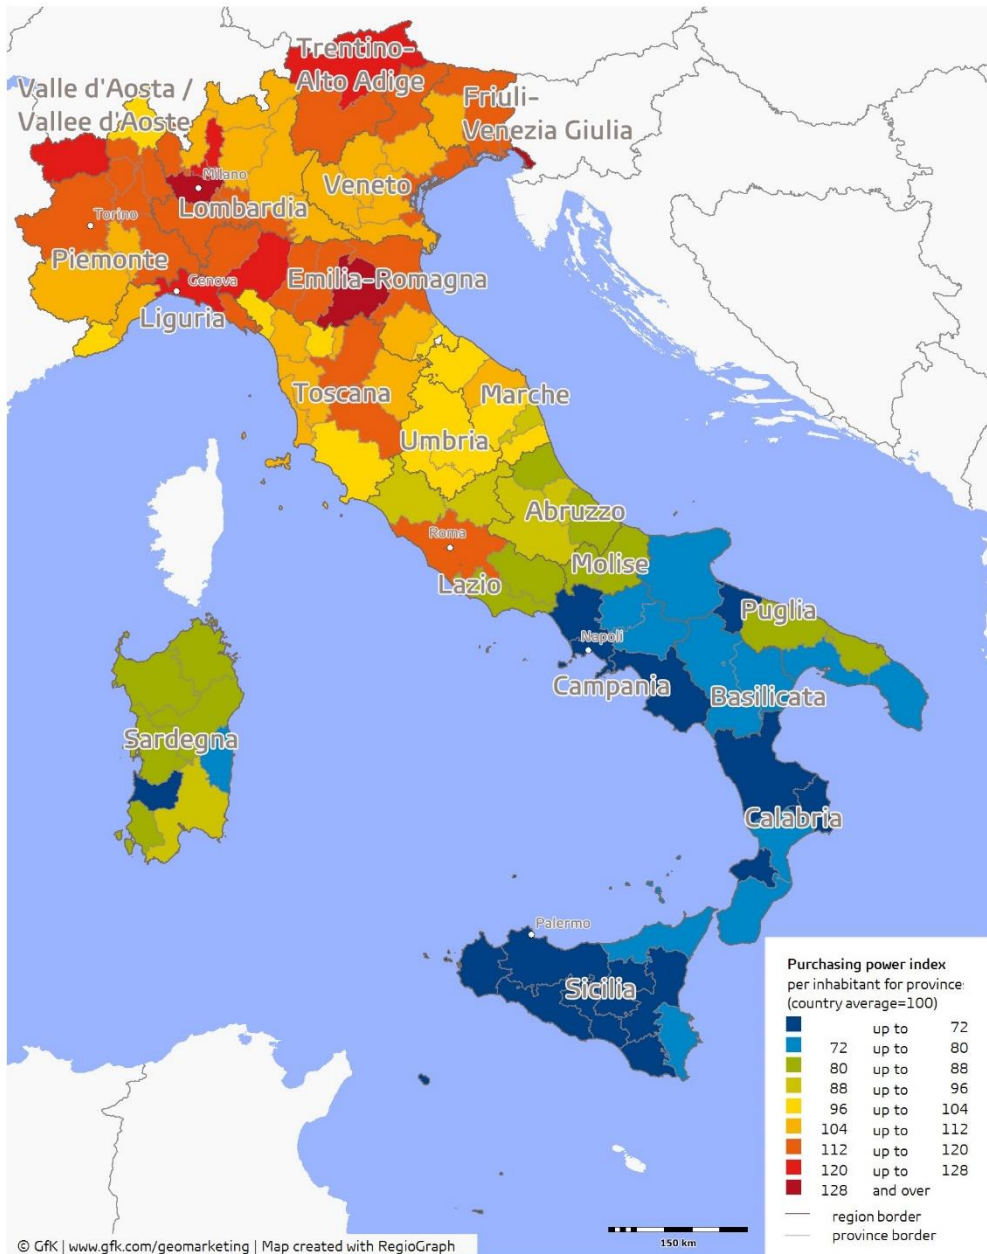 Trentino-
Alto Adige
Valle d'Aosta /
Vallee d'Aoste
Friuli-
Venezia Giulia
Milano
Veneto
Lombardia
Torino
Piemonte
Genova
Emilia-Romagna
Liguria
Toscana
Marche
Umbria
Abruzzo
Roma
Molise
Lazio
Puglia
Napoli
Campania
Basilicata
Sardegna
Calabria
Palermo
Sicilia
Purchasing power index
per inhabitant for province:
(country average=100)
up to 72
72 up to 80
80 up to 88
88 up to 96
96 up to 104
104 up to 112
112 up to 120
120 up to 128
128 and over
region border
province border
150 km
© GfK | www.gfk.com/geomarketing | Map created with RegioGraph